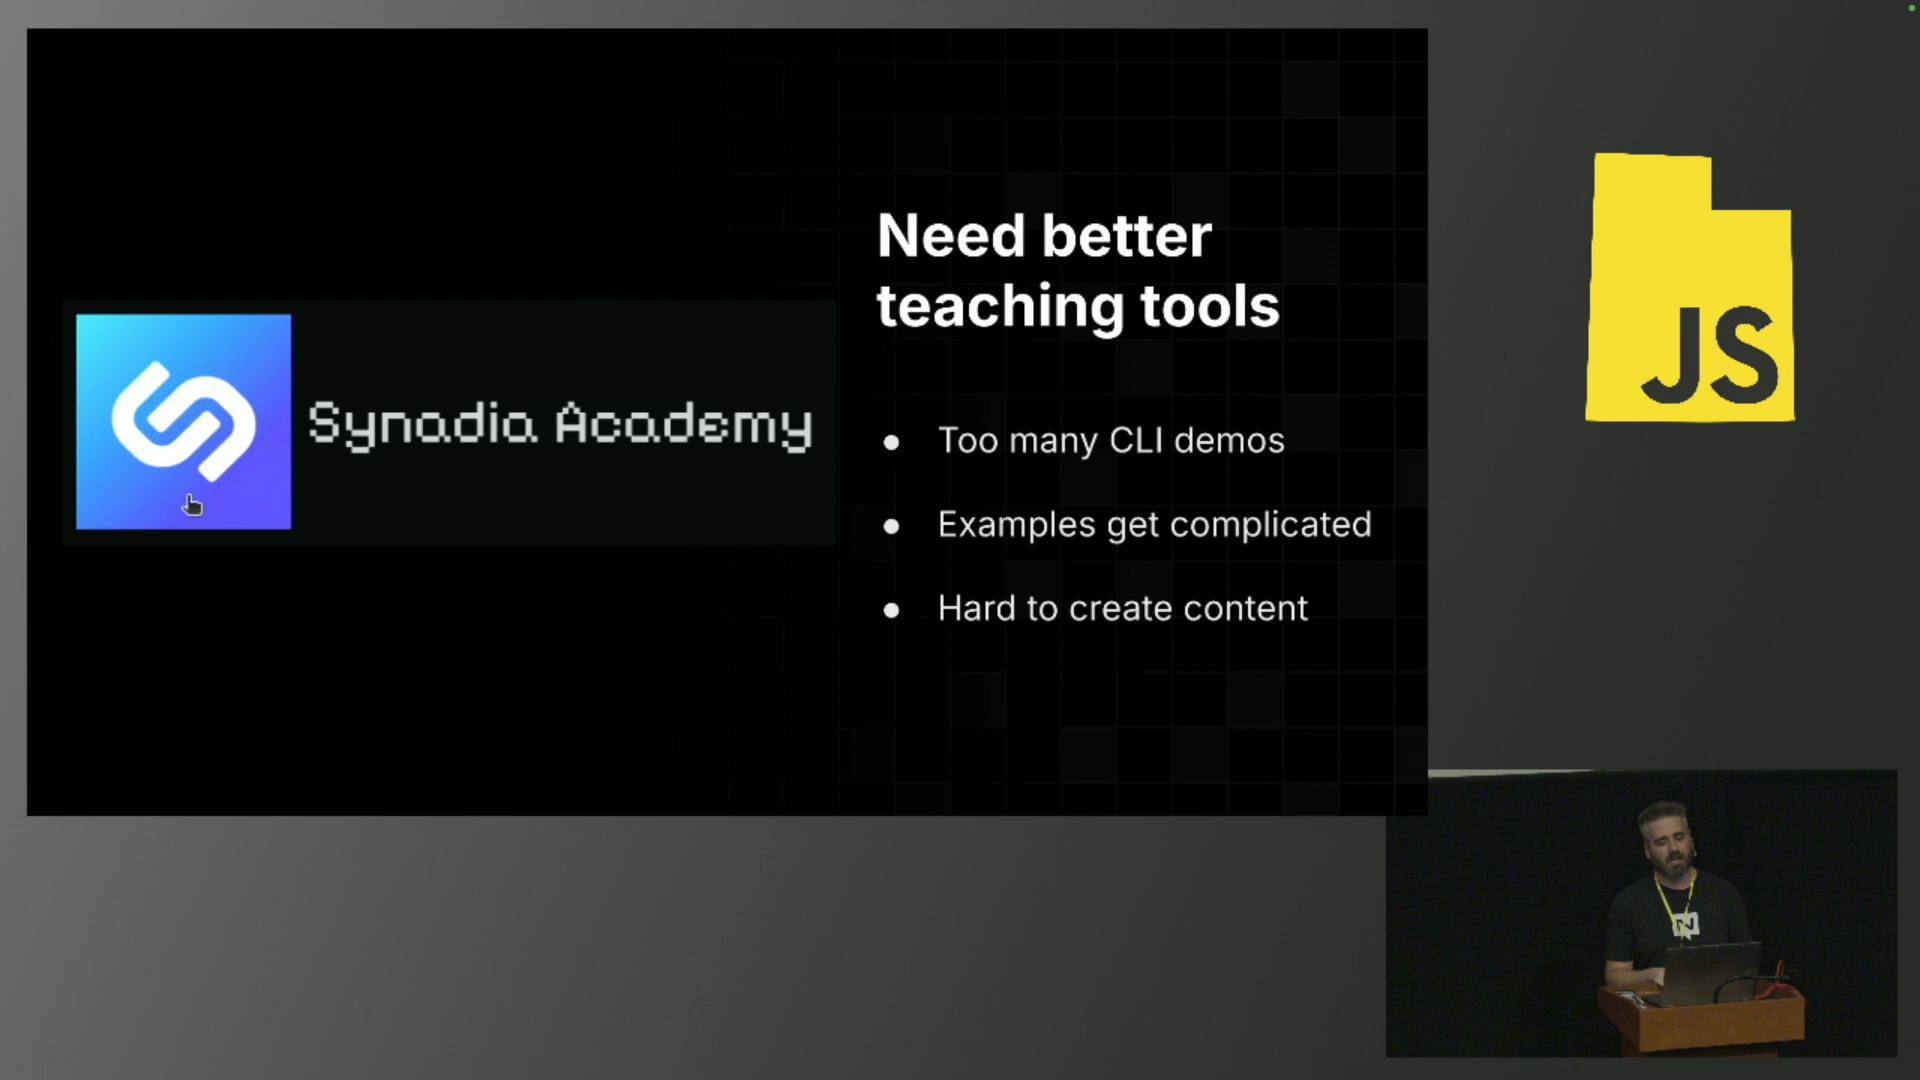 Synadia Academy
Need better
teaching tools
Too many CLI demos
Examples get complicated
Hard to create content
JS
N